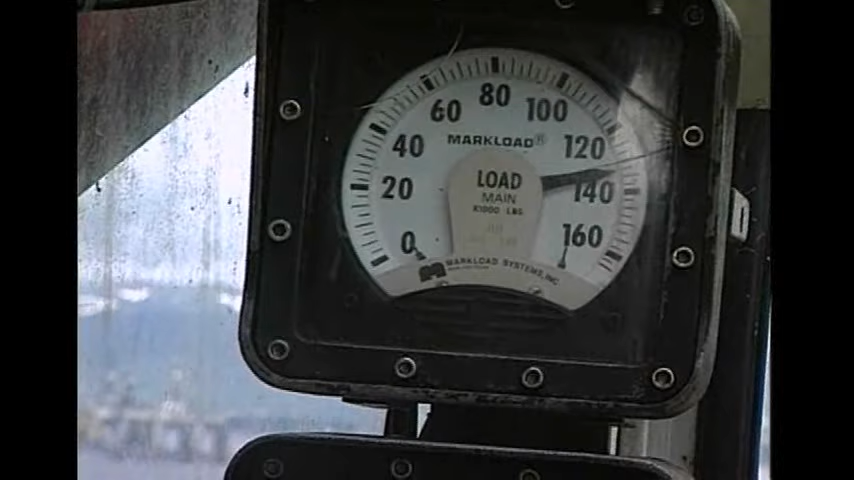 80
60 100
MARKLOAD®
40 120
LOAD
20 MAIN 140
X1000 LBS
0 160
MARKLOAD SYSTEMS, INC